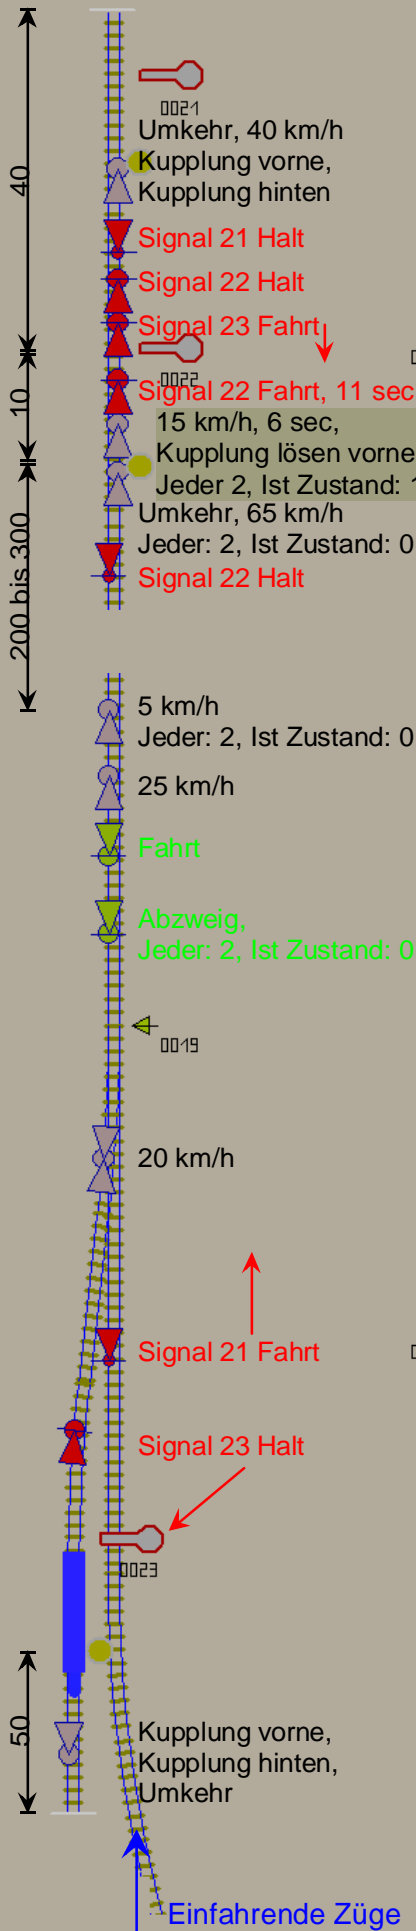 0021
Umkehr, 40 km/h
Kupplung vorne,
Kupplung hinten
40
Signal 21 Halt
Signal 22 Halt
Signal 23 Fahrt
0022
Signal 22 Fahrt, 11 sec
10
15 km/h, 6 sec,
Kupplung lösen vorne
Jeder 2, Ist Zustand: 1
Umkehr, 65 km/h
Jeder: 2, Ist Zustand: 0
Signal 22 Halt
200 bis 300
5 km/h
Jeder: 2, Ist Zustand: 0
25 km/h
Fahrt
Abzweig,
Jeder: 2, Ist Zustand: 0
0019
20 km/h
Signal 21 Fahrt
Signal 23 Halt
0023
50
Kupplung vorne,
Kupplung hinten,
Umkehr
Einfahrende Züge